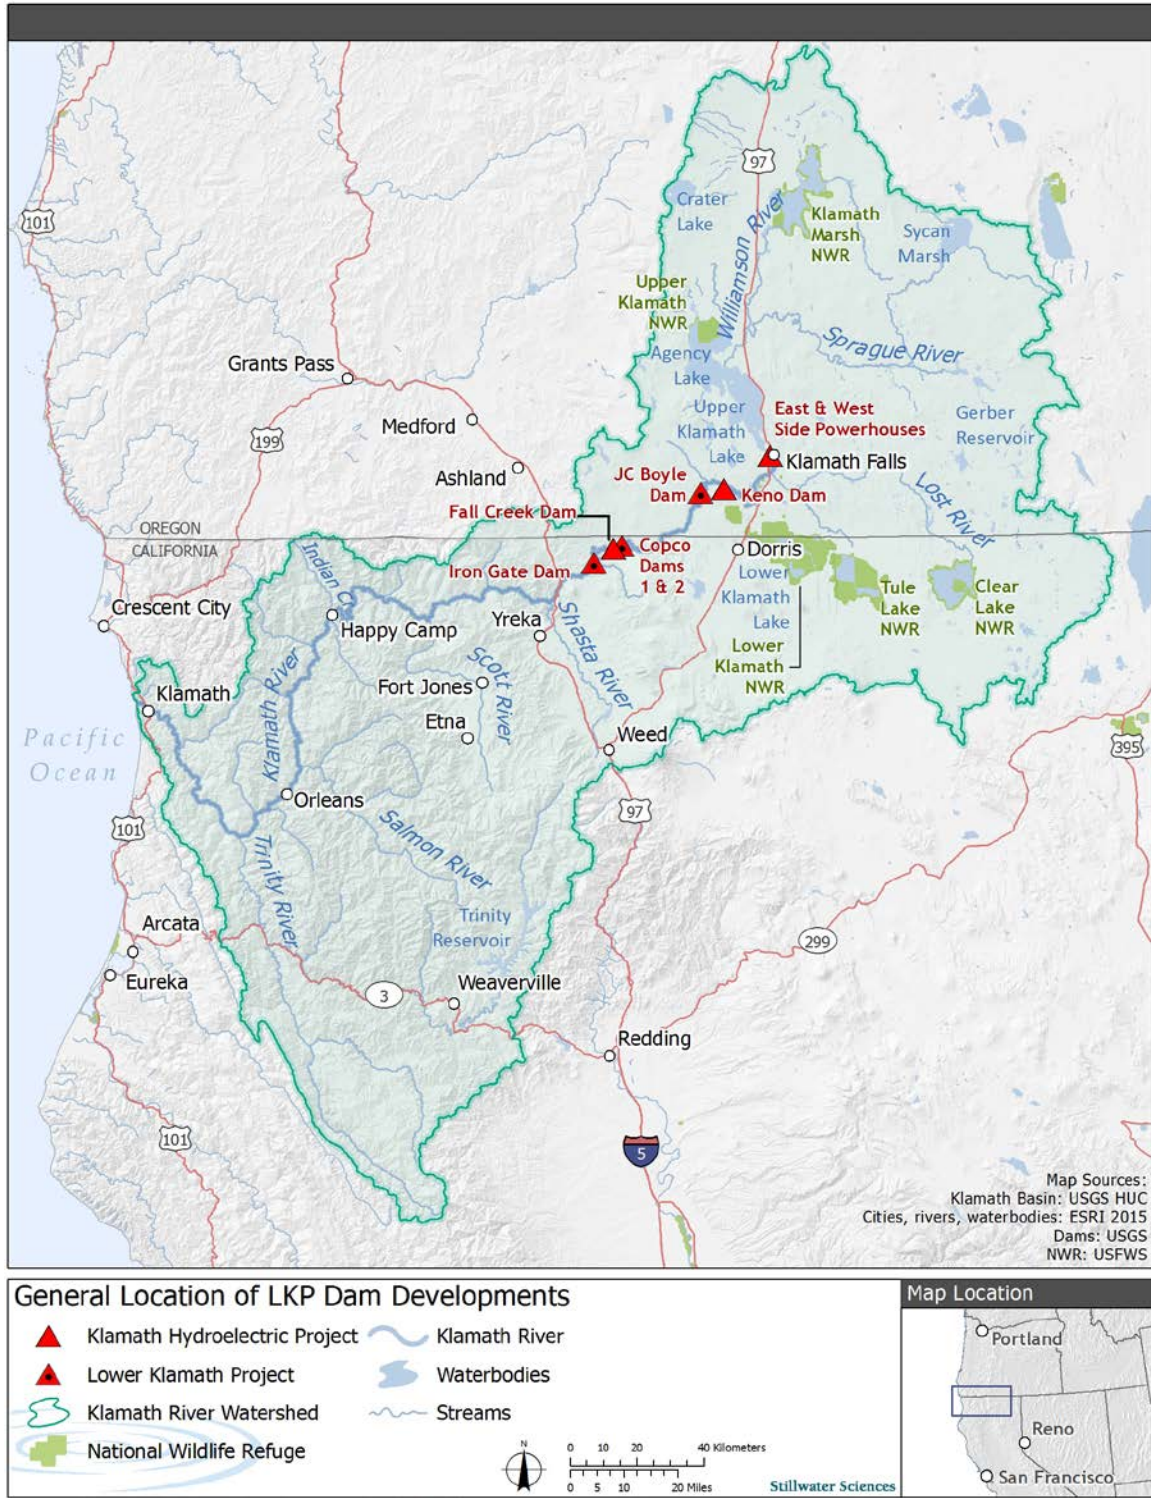 97
Crater
Lake
Williamson River
Klamath
Marsh
NWR
Sycan
Marsh
101
Upper
Klamath
NWR
Agency
Lake
Sprague River
Grants Pass
Medford
199
Upper
Klamath
Lake
East & West
Side Powerhouses
Gerber
Reservoir
Klamath Falls
Ashland
JC Boyle
Dam
Keno Dam
Lost River
Fall Creek Dam
OREGON
CALIFORNIA
Indian Cr
Iron Gate Dam
Copco
Dams
1 & 2
Dorris
Lower
Klamath
Lake
Tule
Lake
NWR
Clear
Lake
NWR
Lower
Klamath
NWR
Crescent City
Happy Camp
Yreka
Shasta River
Scott River
Fort Jones
Klamath River
Klamath
Etna
Weed
Pacific
Ocean
395
Orleans
97
101
Salmon River
Trinity River
Trinity
Reservoir
Arcata
Eureka
299
3
Weaverville
Redding
101
5
Map Sources:
Klamath Basin: USGS HUC
Cities, rivers, waterbodies: ESRI 2015
Dams: USGS
NWR: USFWS
General Location of LKP Dam Developments
Klamath Hydroelectric Project
Klamath River
Lower Klamath Project
Waterbodies
Klamath River Watershed
Streams
National Wildlife Refuge
N
0 10 20 40 Kilometers
0 5 10 20 Miles
Stillwater Sciences
Map Location
Portland
Reno
San Francisco